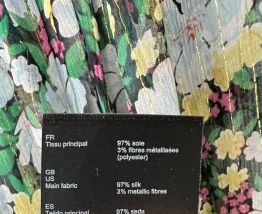 FR
Tissu principal 97% soie
3% fibres métallisées
(polyester)
GB
US
Main fabric 97% silk
3% metallic fibres
ES
Tejido principal 97% seda